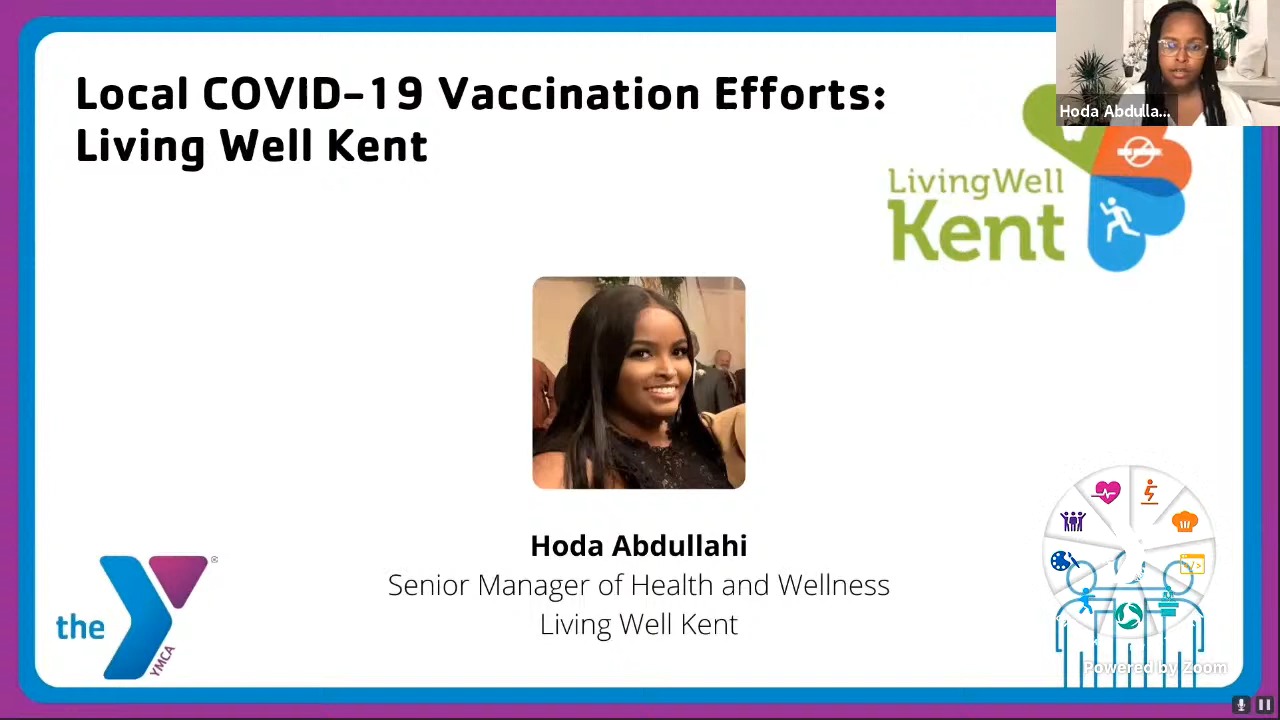 Local COVID-19 Vaccination Efforts:
Living Well Kent
Hoda Abdulla...
LivingWell
Kent
Hoda Abdullahi
Senior Manager of Health and Wellness
Living Well Kent
the
YMCA
®
</>
Powered by Zoom